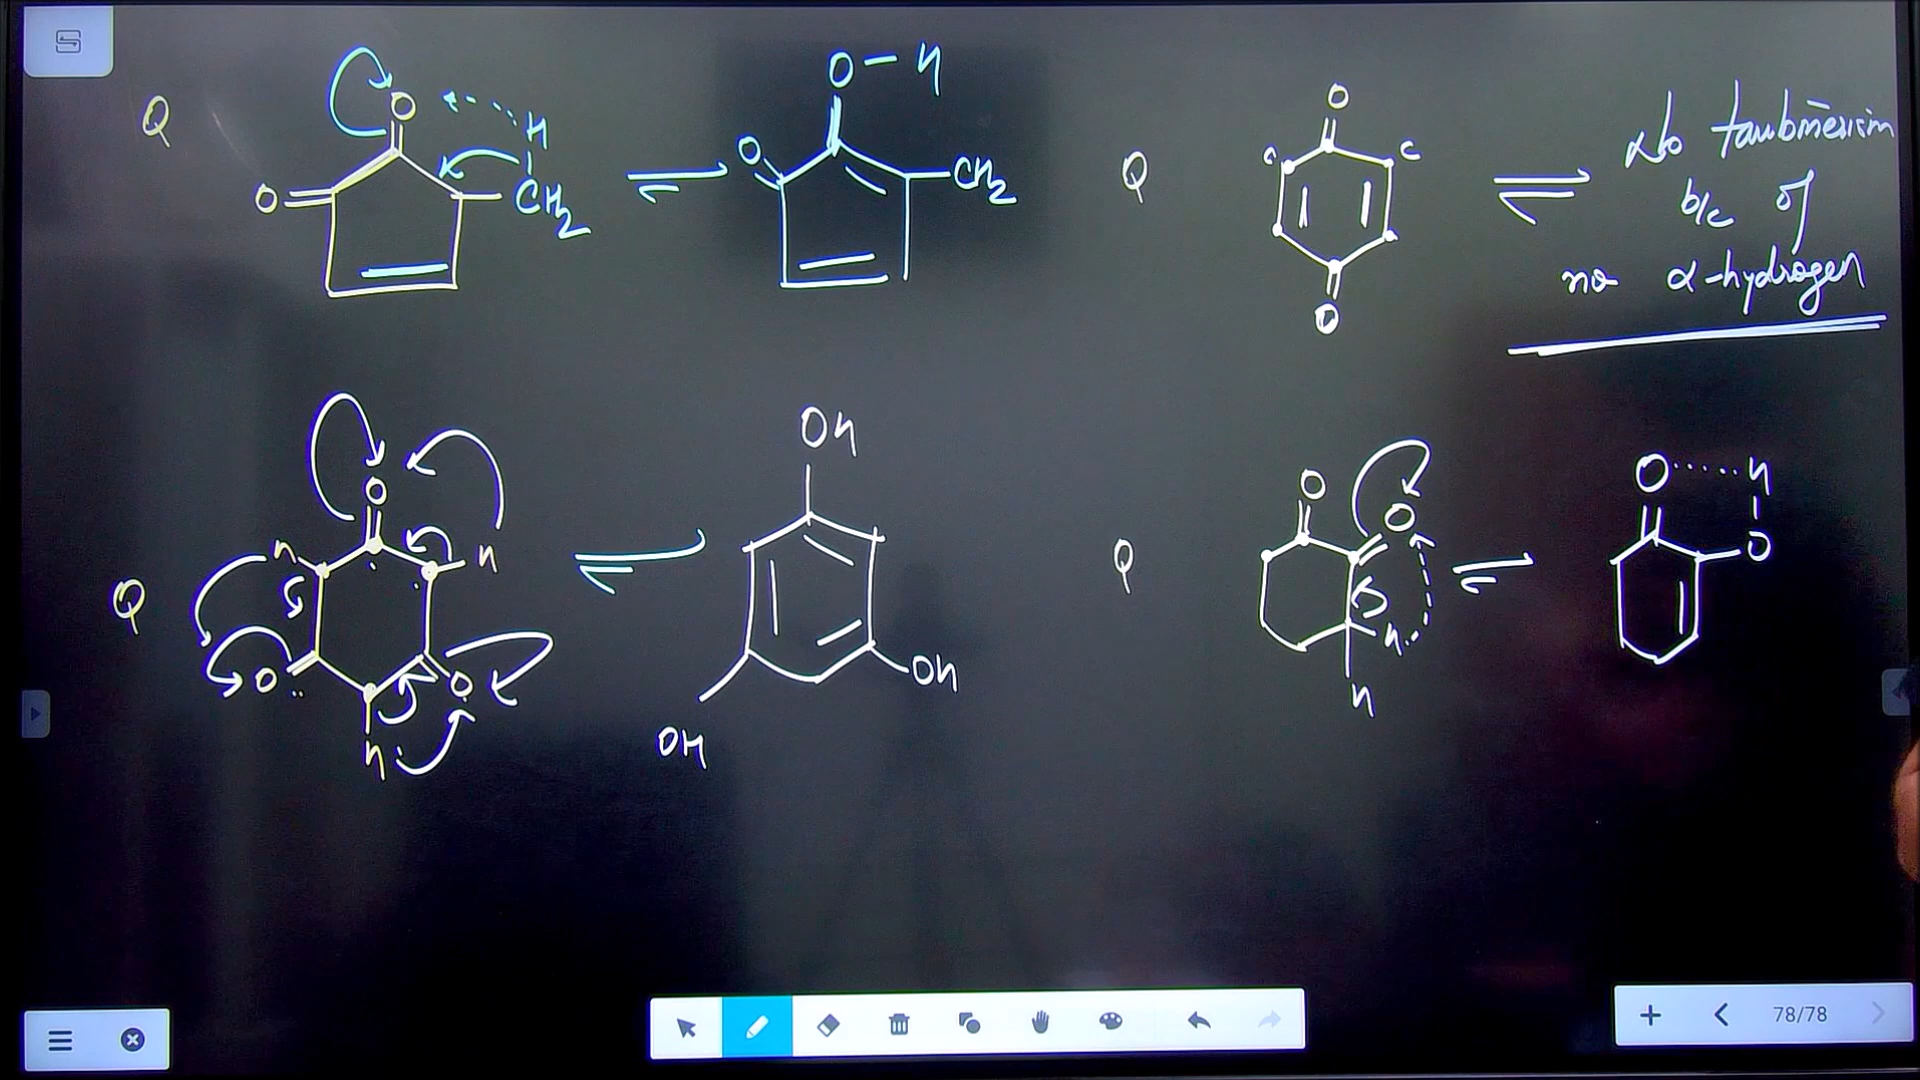 Q
O
O
H
CH2
O-H
O
CH2
Q
O
C
C
O
No tautomerism
b/c of
no α-hydrogen
Q
O
H
H
O
O
H
OH
OH
OH
Q
O
O
H
H
O
H
O
78/78